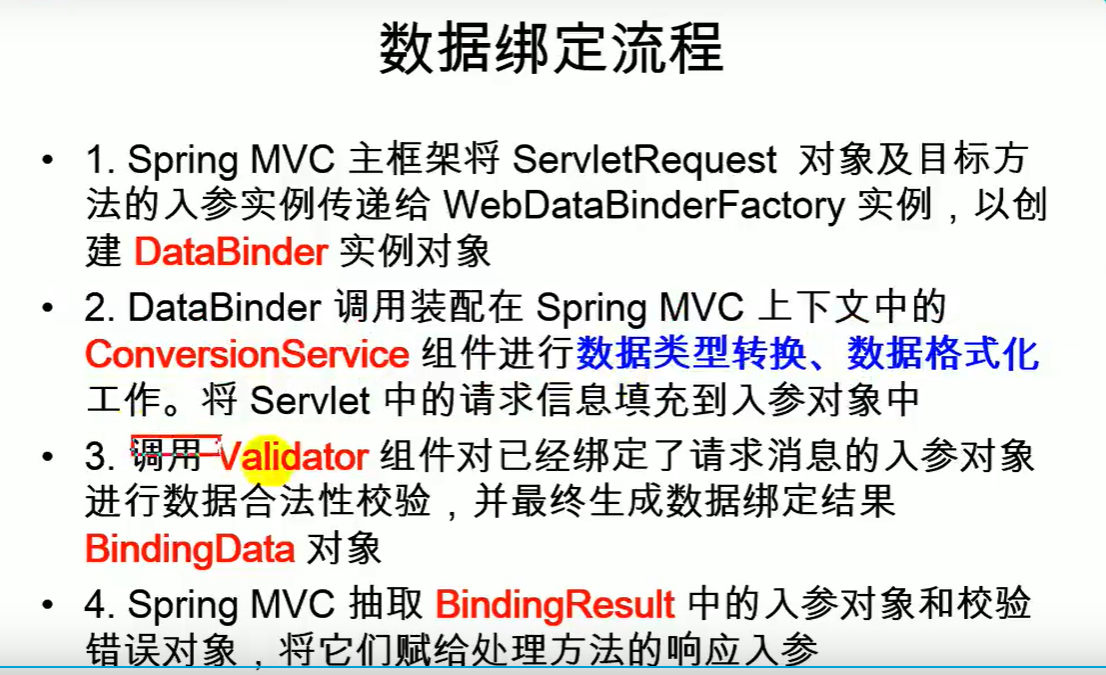 数据绑定流程
• 1. Spring MVC 主框架将 ServletRequest 对象及目标方
法的入参实例传递给 WebDataBinderFactory 实例，以创
建 DataBinder 实例对象
• 2. DataBinder 调用装配在 Spring MVC 上下文中的
ConversionService 组件进行数据类型转换、数据格式化
工作。将 Servlet 中的请求信息填充到入参对象中
• 3. 调用 Validator 组件对已经绑定了请求消息的入参对象
进行数据合法性校验，并最终生成数据绑定结果
BindingData 对象
• 4. Spring MVC 抽取 BindingResult 中的入参对象和校验
错误对象，将它们赋给处理方法的响应入参